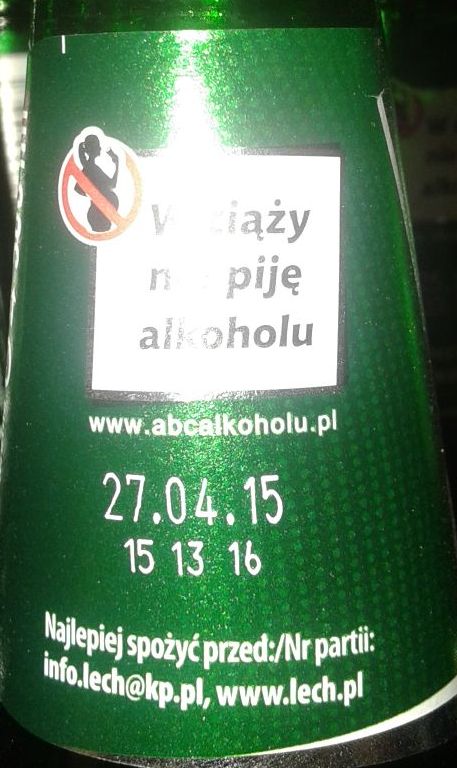 W ciąży
nie piję
alkoholu
www.abcalkoholu.pl
27.04.15
15 13 16
Najlepiej spożyć przed:/Nr partii:
info.lech@kp.pl, www.lech.pl